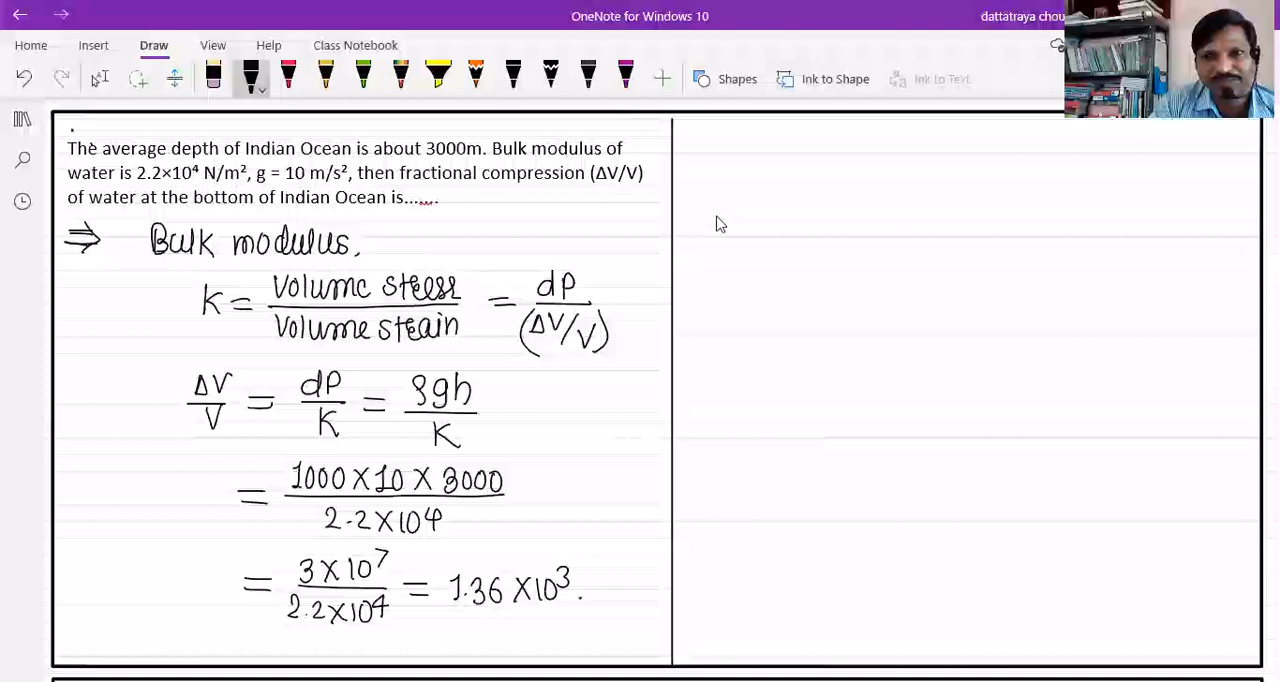 OneNote for Windows 10
dattatraya chou
Home Insert Draw View Help Class Notebook
Shapes Ink to Shape Ink to Text
The average depth of Indian Ocean is about 3000m. Bulk modulus of
water is 2.2×10⁴ N/m², g = 10 m/s², then fractional compression (ΔV/V)
of water at the bottom of Indian Ocean is.......
⇒ Bulk modulus,
K = Volume stress / Volume strain = dP / (ΔV/V)
ΔV/V = dP/K = ρgh/K
= 1000 × 10 × 3000 / 2.2 × 10⁴
= 3 × 10⁷ / 2.2 × 10⁴ = 1.36 × 10³.